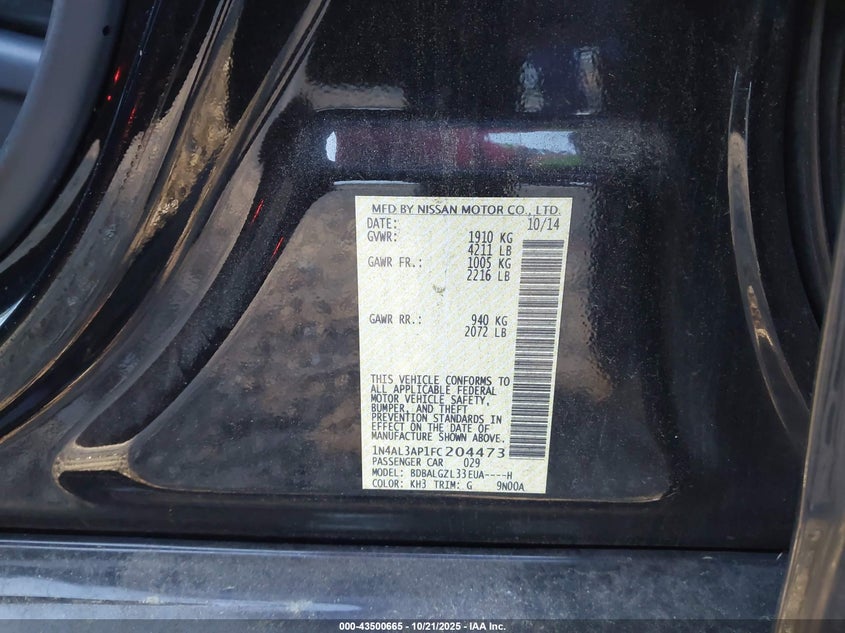 MFD BY NISSAN MOTOR CO., LTD.
DATE: 10/14
GVWR: 1910 KG
4211 LB
GAWR FR.: 1005 KG
2216 LB
GAWR RR.: 940 KG
2072 LB
THIS VEHICLE CONFORMS TO
ALL APPLICABLE FEDERAL
MOTOR VEHICLE SAFETY,
BUMPER, AND THEFT
PREVENTION STANDARDS IN
EFFECT ON THE DATE OF
MANUFACTURE SHOWN ABOVE.
1N4AL3AP1FC204473
PASSENGER CAR 029
MODEL: BDBALGZL33EUA----H
COLOR: KH3 TRIM: G 9N00A
000-43500665 - 10/21/2025 - IAA Inc.